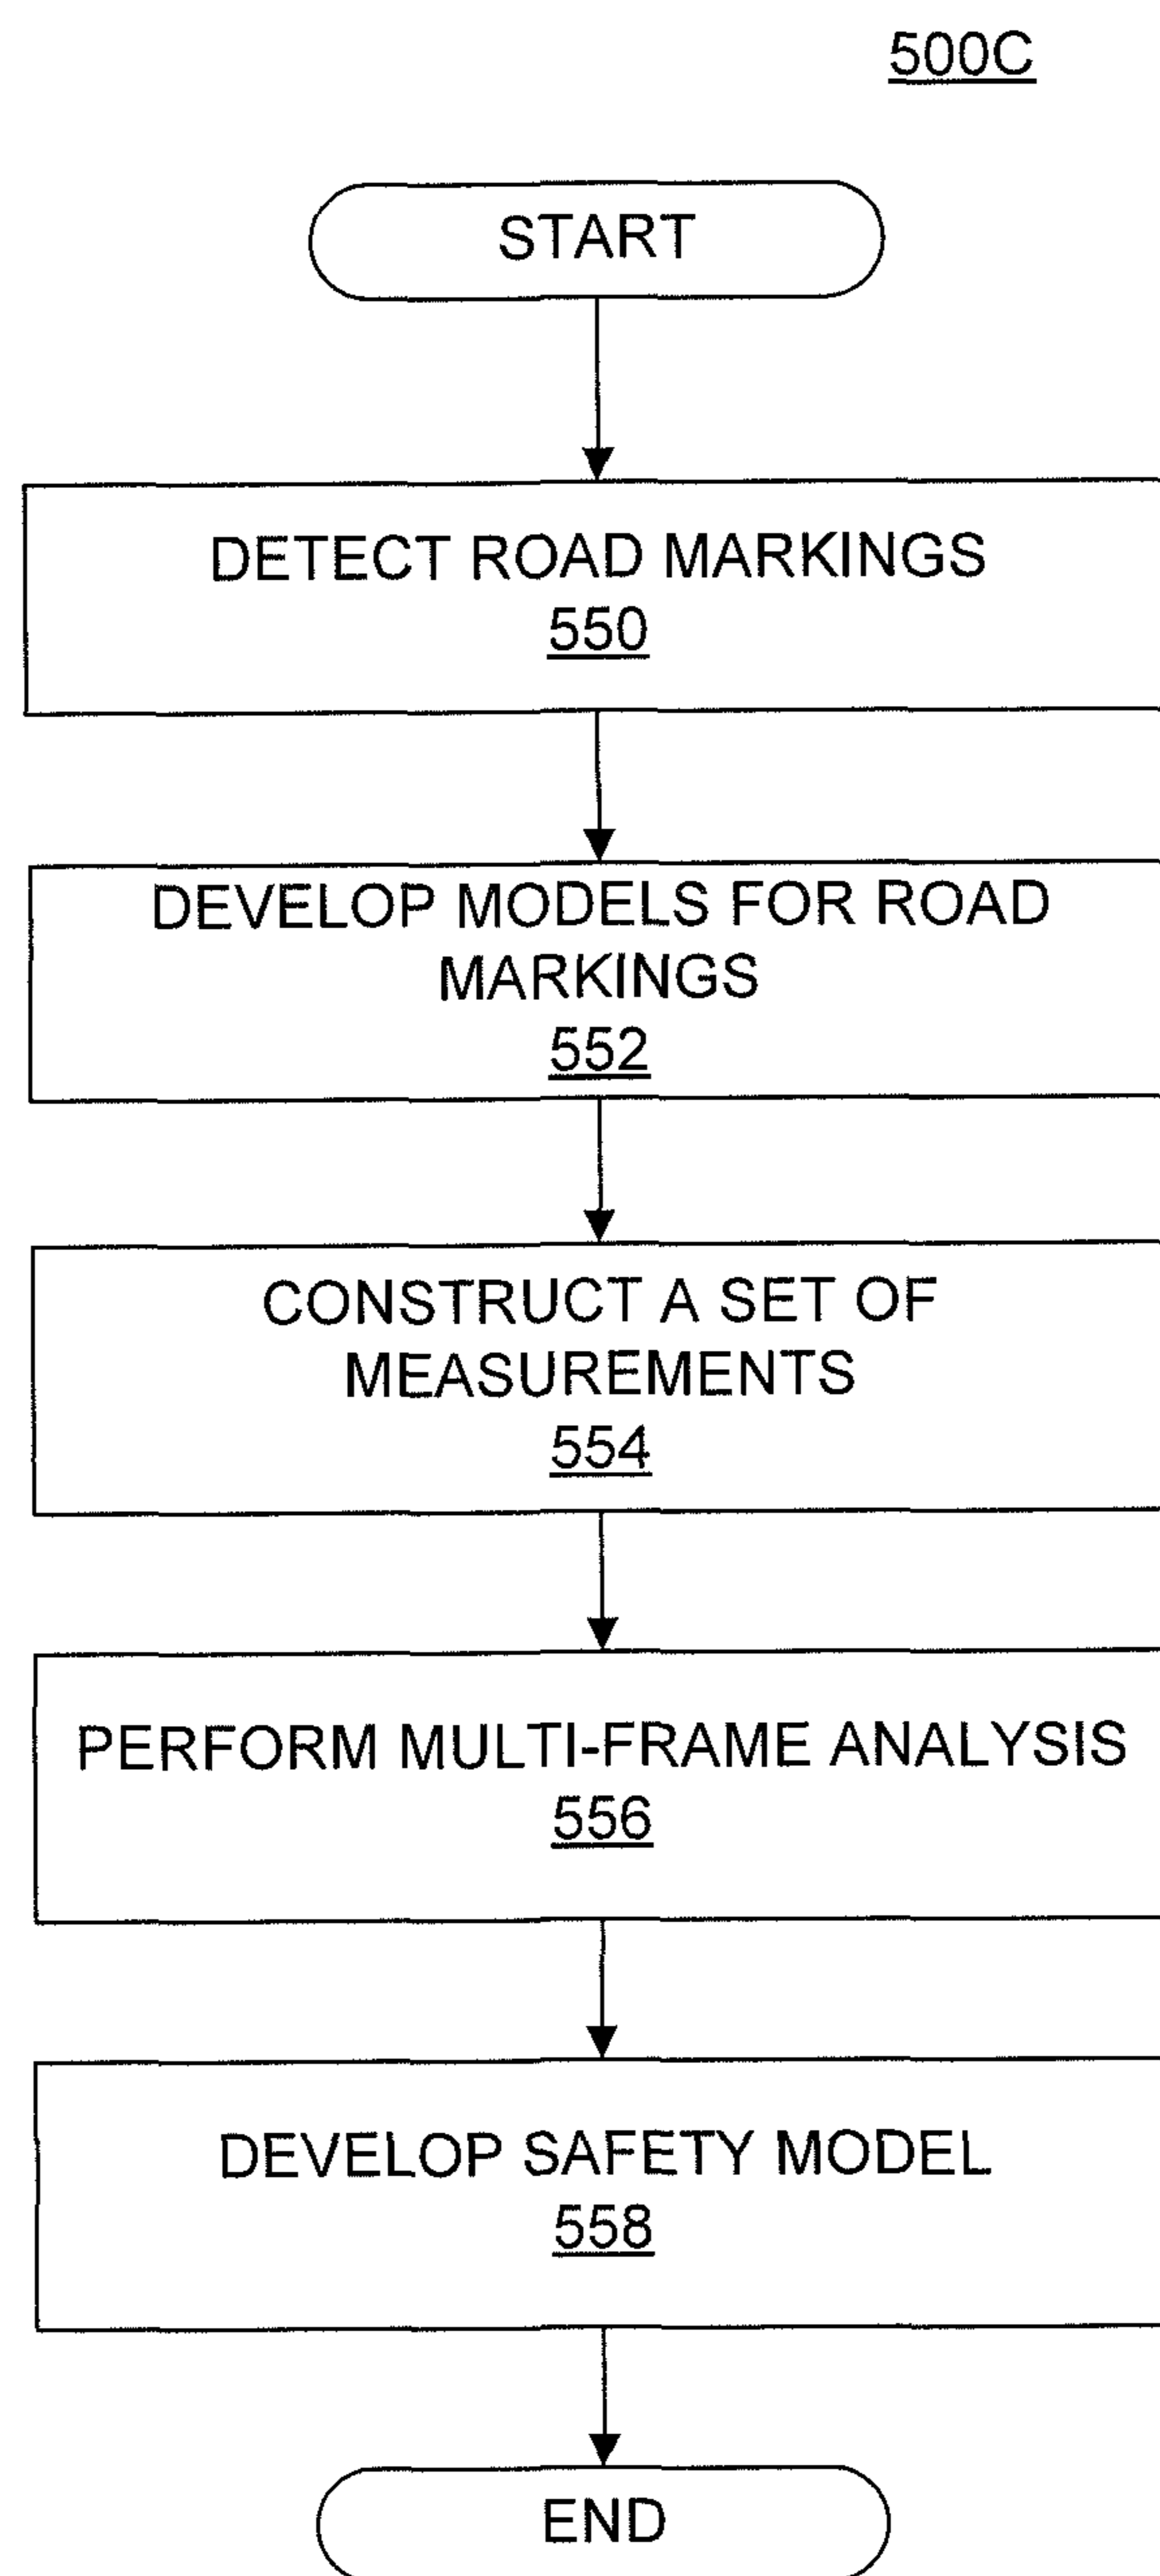 500C
START
DETECT ROAD MARKINGS
550
DEVELOP MODELS FOR ROAD
MARKINGS
552
CONSTRUCT A SET OF
MEASUREMENTS
554
PERFORM MULTI-FRAME ANALYSIS
556
DEVELOP SAFETY MODEL
558
END